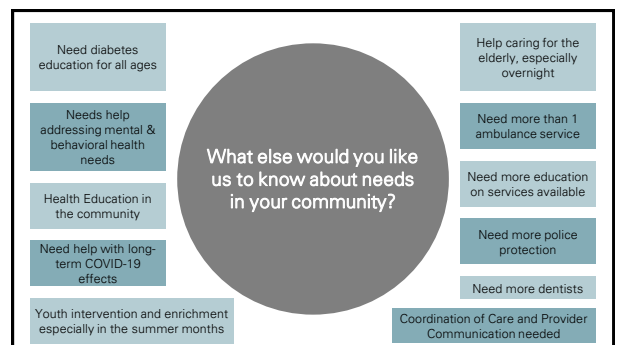 Need diabetes
education for all ages
Needs help
addressing mental &
behavioral health
needs
Health Education in
the community
Need help with long-
term COVID-19
effects
Youth intervention and enrichment
especially in the summer months
What else would you like
us to know about needs
in your community?
Help caring for the
elderly, especially
overnight
Need more than 1
ambulance service
Need more education
on services available
Need more police
protection
Need more dentists
Coordination of Care and Provider
Communication needed